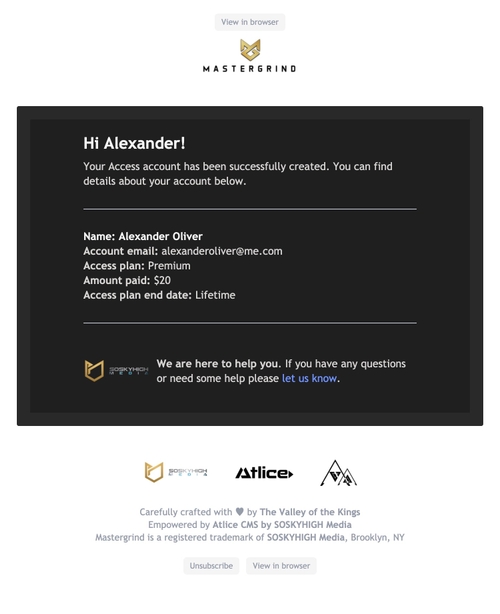 View in browser
MASTERGRIND
Hi Alexander!
Your Access account has been successfully created. You can find
details about your account below.
Name: Alexander Oliver
Account email: alexanderoliver@me.com
Access plan: Premium
Amount paid: $20
Access plan end date: Lifetime
SOSKYHIGH
MEDIA
We are here to help you. If you have any questions
or need some help please let us know.
SOSKYHIGH
MEDIA
Atlice
Carefully crafted with ♥ by The Valley of the Kings
Empowered by Atlice CMS by SOSKYHIGH Media
Mastergrind is a registered trademark of SOSKYHIGH Media, Brooklyn, NY
Unsubscribe
View in browser